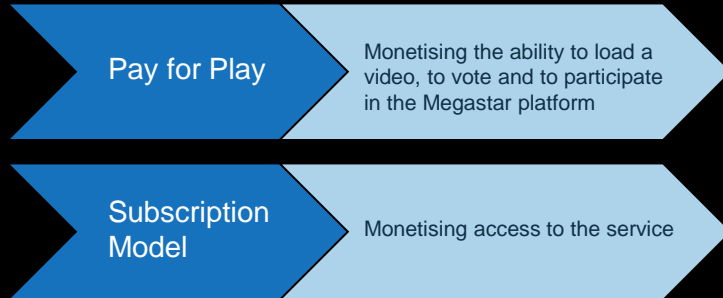 Pay for Play
Monetising the ability to load a
video, to vote and to participate
in the Megastar platform
Subscription
Model
Monetising access to the service